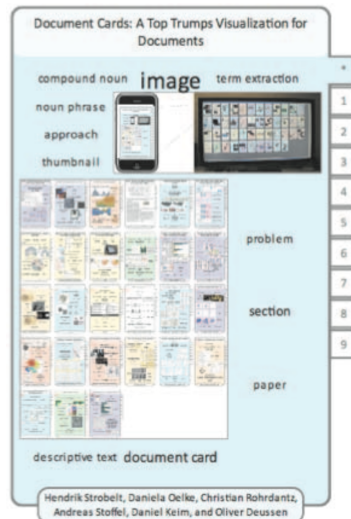 Document Cards: A Top Trumps Visualization for
Documents
compound noun image term extraction
noun phrase
approach
thumbnail
problem
section
paper
descriptive text document card
Hendrik Strobelt, Daniela Oelke, Christian Rohrdantz,
Andreas Stoffel, Daniel Keim, and Oliver Deussen
*
1
2
3
4
5
6
7
8
9